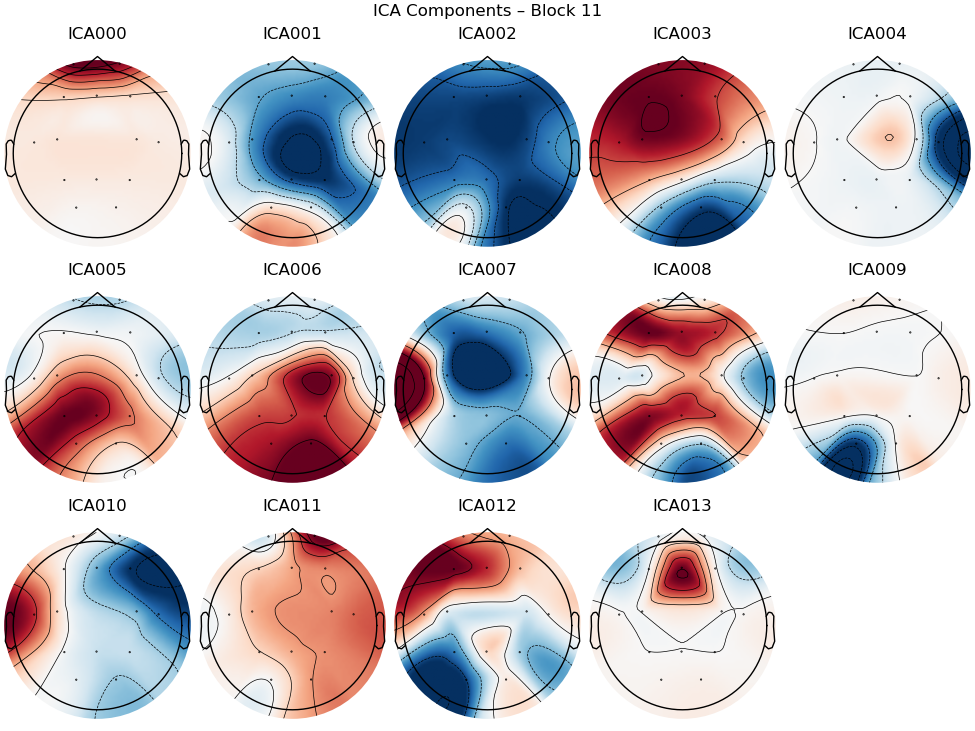 ICA Components – Block 11
ICA000 ICA001 ICA002 ICA003 ICA004
ICA005 ICA006 ICA007 ICA008 ICA009
ICA010 ICA011 ICA012 ICA013